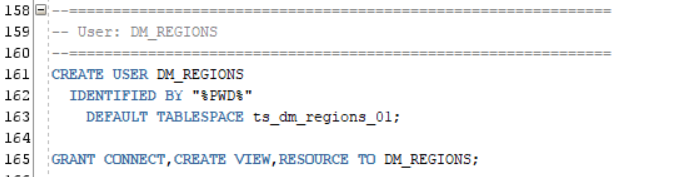 158 --===============================================================
159 -- User: DM_REGIONS
160 --===============================================================
161 CREATE USER DM_REGIONS
162 IDENTIFIED BY "%PWD%"
163 DEFAULT TABLESPACE ts_dm_regions_01;
164
165 GRANT CONNECT,CREATE VIEW,RESOURCE TO DM_REGIONS;